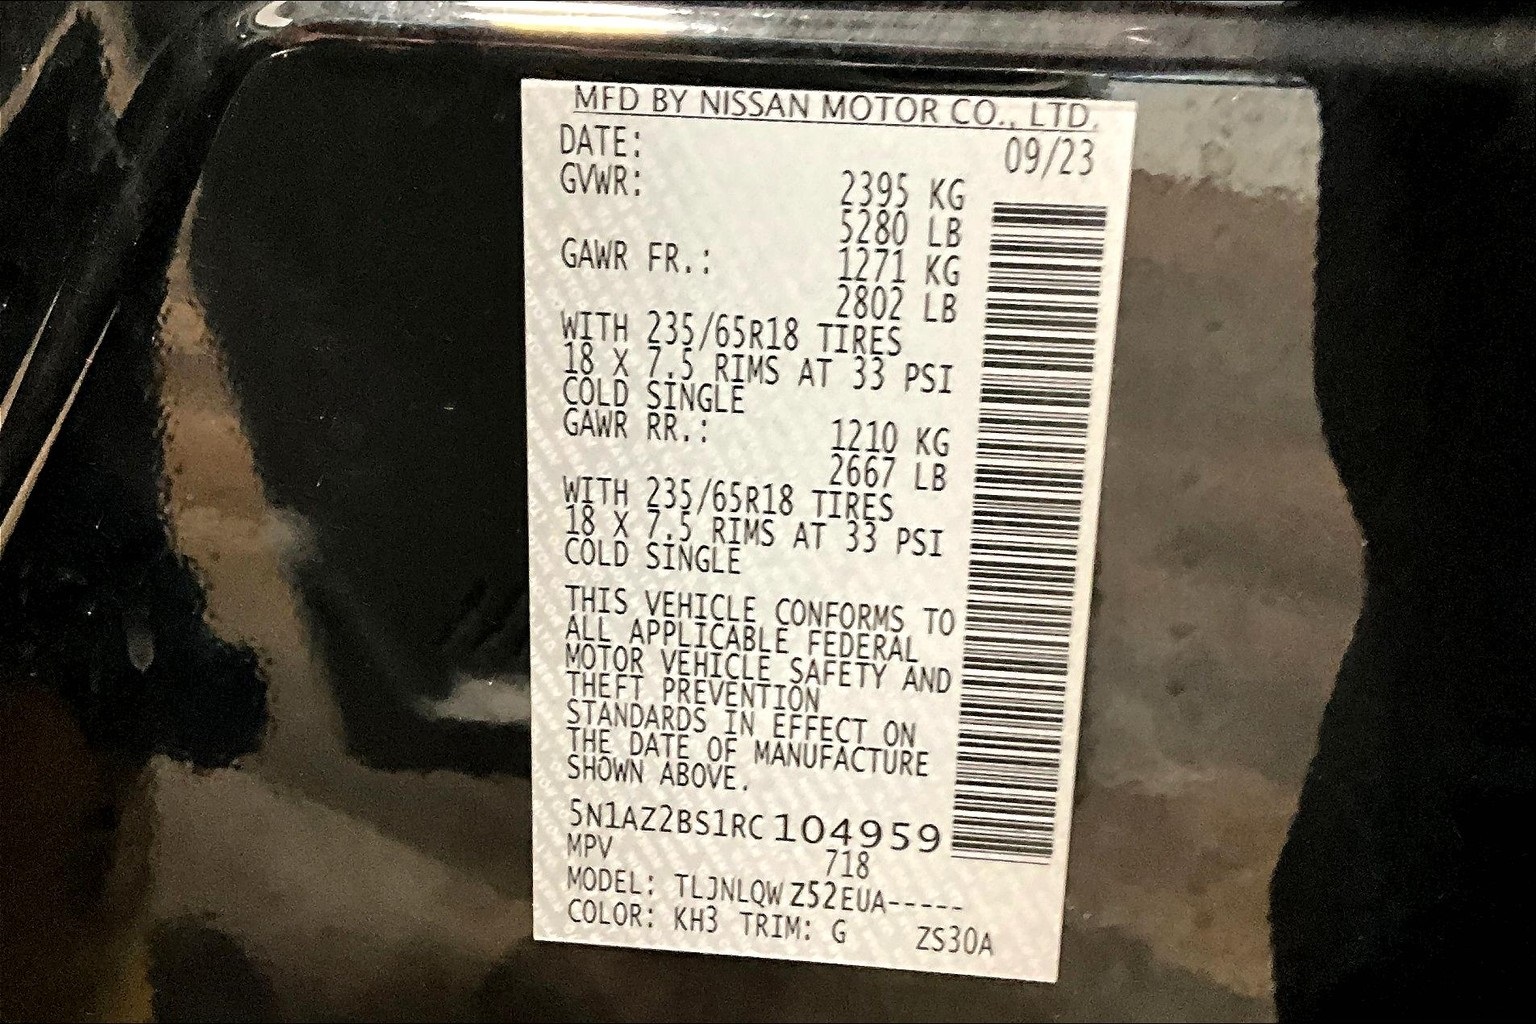 MFD BY NISSAN MOTOR CO., LTD.
DATE: 09/23
GVWR: 2395 KG
5280 LB
GAWR FR.: 1271 KG
2802 LB
WITH 235/65R18 TIRES
18 X 7.5 RIMS AT 33 PSI
COLD SINGLE
GAWR RR.: 1210 KG
2667 LB
WITH 235/65R18 TIRES
18 X 7.5 RIMS AT 33 PSI
COLD SINGLE
THIS VEHICLE CONFORMS TO
ALL APPLICABLE FEDERAL
MOTOR VEHICLE SAFETY AND
THEFT PREVENTION
STANDARDS IN EFFECT ON
THE DATE OF MANUFACTURE
SHOWN ABOVE.
5N1AZ2BS1RC104959
MPV 718
MODEL: TLJNLQWZ52EUA-----
COLOR: KH3 TRIM: G ZS30A